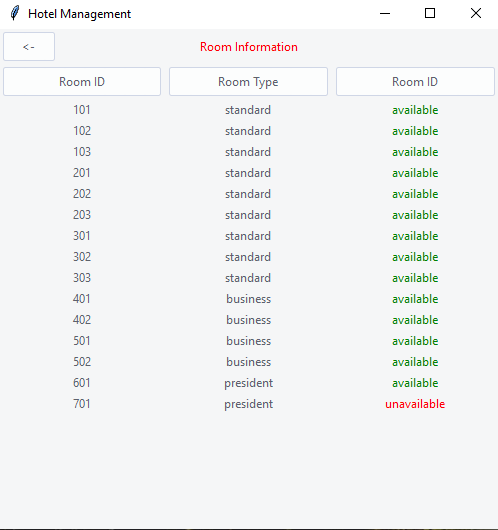 Hotel Management
<- Room Information
Room ID Room Type Room ID
101 standard available
102 standard available
103 standard available
201 standard available
202 standard available
203 standard available
301 standard available
302 standard available
303 standard available
401 business available
402 business available
501 business available
502 business available
601 president available
701 president unavailable